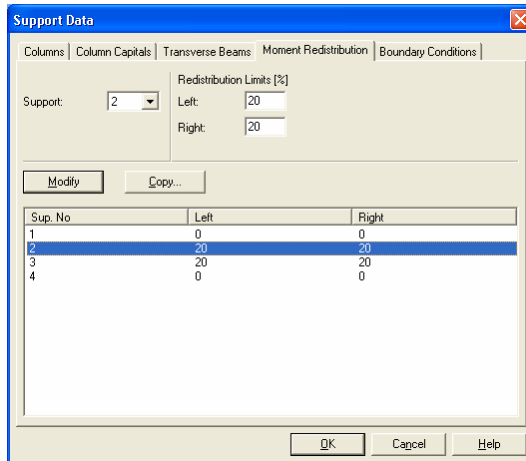 Support Data
Columns Column Capitals Transverse Beams Moment Redistribution Boundary Conditions
Redistribution Limits [%]
Support: 2 Left: 20
Right: 20
Modify Copy...
Sup. No Left Right
1 0 0
2 20 20
3 20 20
4 0 0
OK Cancel Help